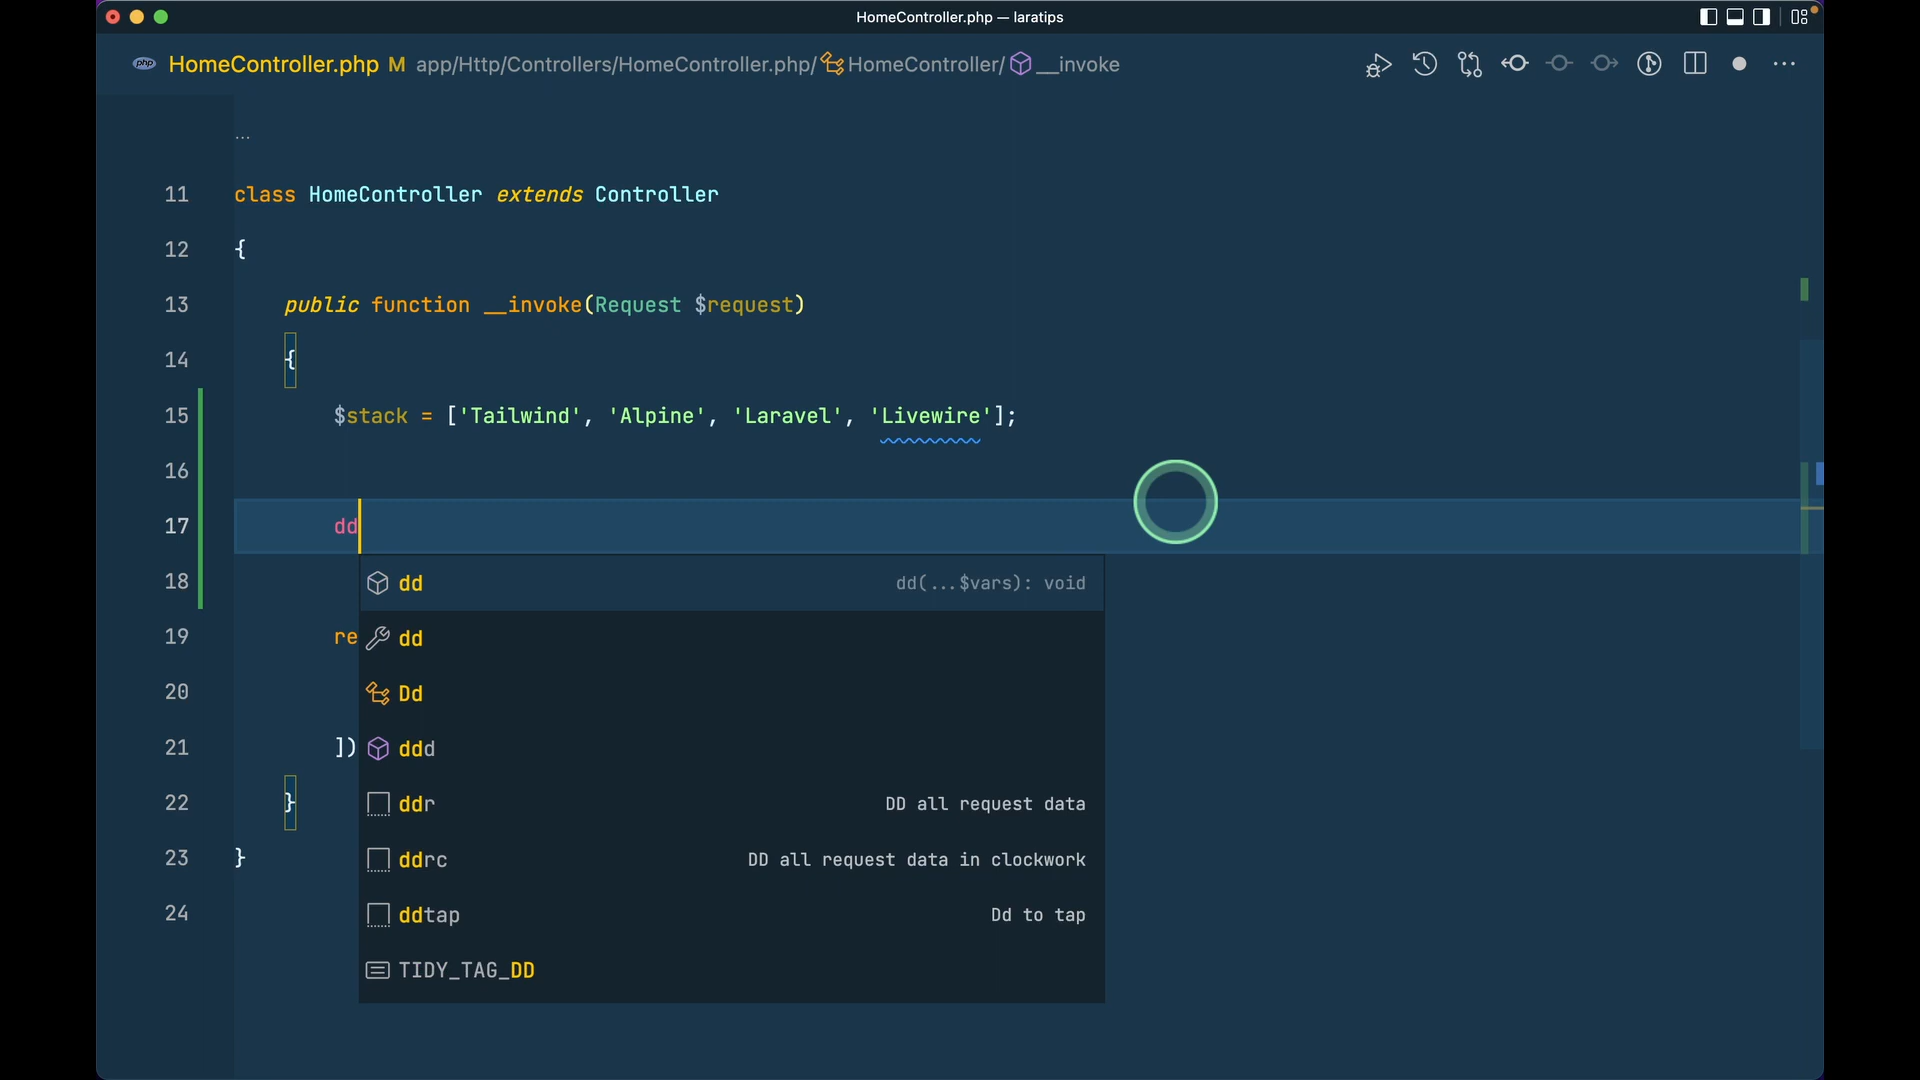 HomeController.php — laratips
php HomeController.php M app/Http/Controllers/HomeController.php/ HomeController/ __invoke
...
11 class HomeController extends Controller
12 {
13 public function __invoke(Request $request)
14 {
15 $stack = ['Tailwind', 'Alpine', 'Laravel', 'Livewire'];
16
17 dd
18 dd dd(...$vars): void
19 re dd
20 Dd
21 ]) ddd
22 } ddr DD all request data
23 } ddrc DD all request data in clockwork
24 ddtap Dd to tap
TIDY_TAG_DD